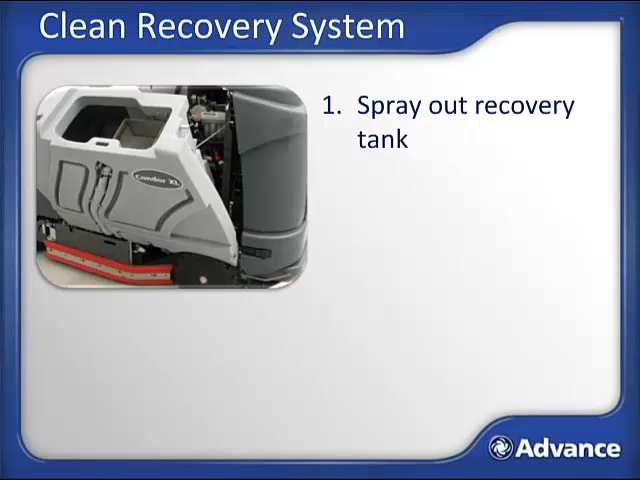 Clean Recovery System
1. Spray out recovery
tank
Condor XL
Advance